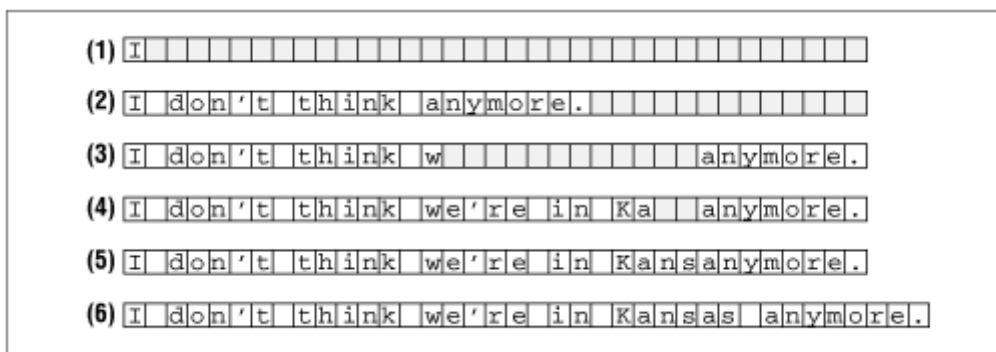 (1) I
(2) I don't think anymore.
(3) I don't think w anymore.
(4) I don't think we're in Ka anymore.
(5) I don't think we're in Kansanymore.
(6) I don't think we're in Kansas anymore.